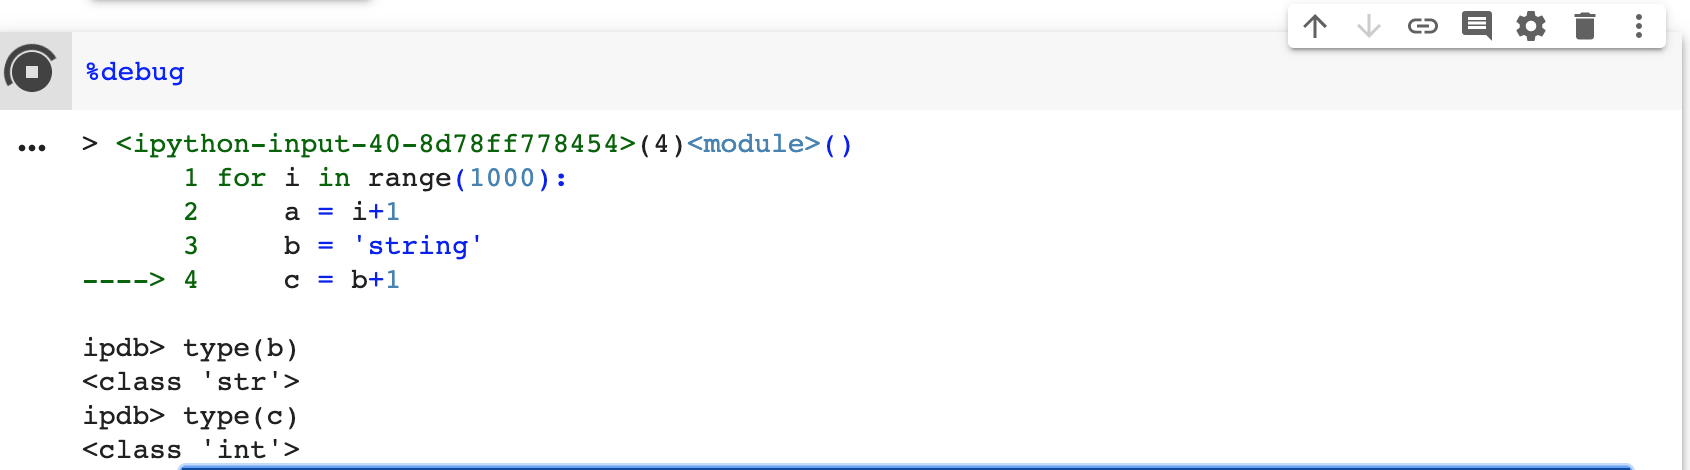 %debug
> <ipython-input-40-8d78ff778454>(4)<module>()
      1 for i in range(1000):
      2     a = i+1
      3     b = 'string'
----> 4     c = b+1
ipdb> type(b)
<class 'str'>
ipdb> type(c)
<class 'int'>